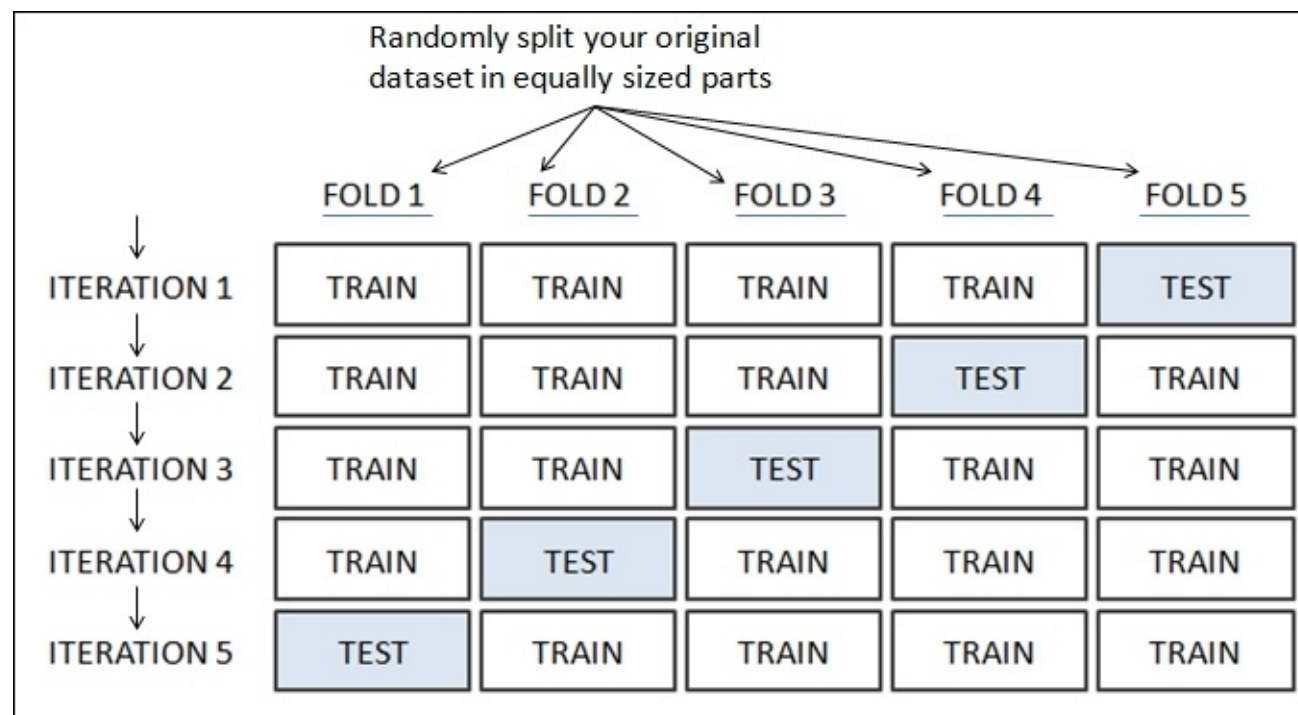 Randomly split your original
dataset in equally sized parts
FOLD 1 FOLD 2 FOLD 3 FOLD 4 FOLD 5
ITERATION 1 TRAIN TRAIN TRAIN TRAIN TEST
ITERATION 2 TRAIN TRAIN TRAIN TEST TRAIN
ITERATION 3 TRAIN TRAIN TEST TRAIN TRAIN
ITERATION 4 TRAIN TEST TRAIN TRAIN TRAIN
ITERATION 5 TEST TRAIN TRAIN TRAIN TRAIN